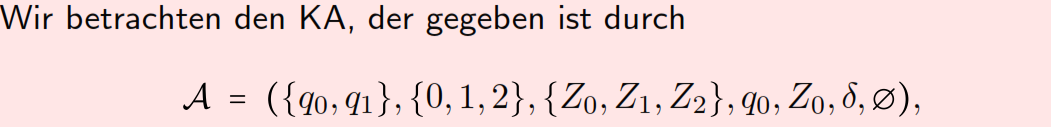 Wir betrachten den KA, der gegeben ist durch
𝒜 = ({q₀, q₁}, {0, 1, 2}, {Z₀, Z₁, Z₂}, q₀, Z₀, δ, ∅),